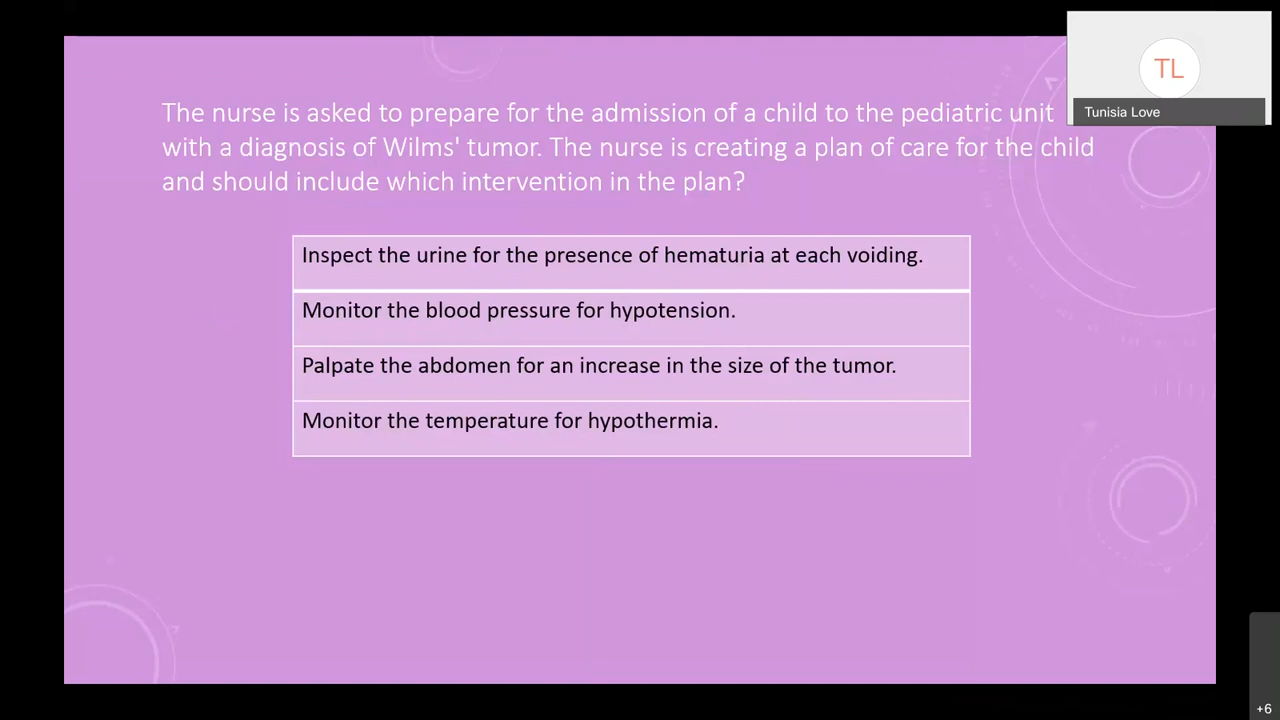 TL
Tunisia Love
The nurse is asked to prepare for the admission of a child to the pediatric unit
with a diagnosis of Wilms' tumor. The nurse is creating a plan of care for the child
and should include which intervention in the plan?
Inspect the urine for the presence of hematuria at each voiding.
Monitor the blood pressure for hypotension.
Palpate the abdomen for an increase in the size of the tumor.
Monitor the temperature for hypothermia.
+6